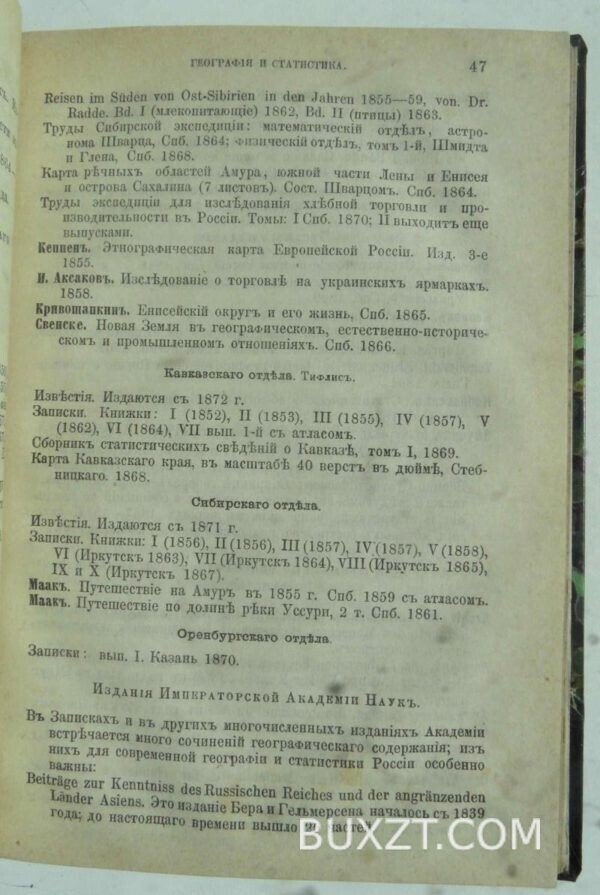 ГЕОГРАФІЯ И СТАТИСТИКА. 47
Reisen im Süden von Ost-Sibirien in den Jahren 1855—59, von. Dr.
Radde. Bd. I (млекопитающіе) 1862, Bd. II (птицы) 1863.
Труды Сибирской экспедиціи: математическій отдѣлъ, астро-
нома Шварца, Спб. 1864; физическій отдѣлъ, томъ 1-й, Шмидта
и Глена, Спб. 1868.
Карта рѣчныхъ областей Амура, южной части Лены и Енисея
и острова Сахалина (7 листовъ). Сост. Шварцомъ. Спб. 1864.
Труды экспедиціи для изслѣдованія хлѣбной торговли и про-
изводительности въ Россіи. Томы: I Спб. 1870; II выходитъ еще
выпусками.
Кеппенъ. Этнографическая карта Европейской Россіи. Изд. 3-е
1855.
И. Аксаковъ. Изслѣдованіе о торговлѣ на украинскихъ ярмаркахъ.
1858.
Кривошапкинъ. Енисейскій округъ и его жизнь, Спб. 1865.
Свенске. Новая Земля въ географическомъ, естественно-историче-
скомъ и промышленномъ отношеніяхъ. Спб. 1866.
Кавказскаго отдѣла. Тифлисъ.
Извѣстія. Издаются съ 1872 г.
Записки. Книжки: I (1852), II (1853), III (1855), IV (1857), V
(1862), VI (1864), VII вып. 1-й съ атласомъ.
Сборникъ статистическихъ свѣдѣній о Кавказѣ, томъ I, 1869.
Карта Кавказскаго края, въ масштабѣ 40 верстъ въ дюймѣ, Стеб-
ницкаго. 1868.
Сибирскаго отдѣла.
Извѣстія. Издаются съ 1871 г.
Записки. Книжки: I (1856), II (1856), III (1857), IV (1857), V (1858),
VI (Иркутскъ 1863), VII (Иркутскъ 1864), VIII (Иркутскъ 1865),
IX и X (Иркутскъ 1867).
Маакъ. Путешествіе на Амуръ въ 1855 г. Спб. 1859 съ атласомъ.
Маакъ. Путешествіе по долинѣ рѣки Уссури, 2 т. Спб. 1861.
Оренбургскаго отдѣла.
Записки: вып. I. Казань 1870.
Изданія Императорской Академіи Наукъ.
Въ Запискахъ и въ другихъ многочисленныхъ изданіяхъ Академіи
встрѣчается много сочиненій географическаго содержанія; изъ
нихъ для современной географіи и статистики Россіи особенно
важны:
Beiträge zur Kenntniss des Russischen Reiches und der angränzenden
Länder Asiens. Это изданіе Бера и Гельмерсена началось съ 1839
года; до настоящаго времени вышло частей
BUXZT.COM